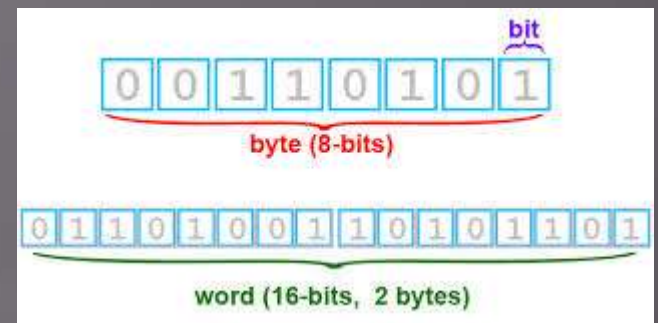 bit
0 0 1 1 0 1 0 1
byte (8-bits)
0 1 1 0 1 0 0 1 1 0 1 0 1 1 0 1
word (16-bits, 2 bytes)